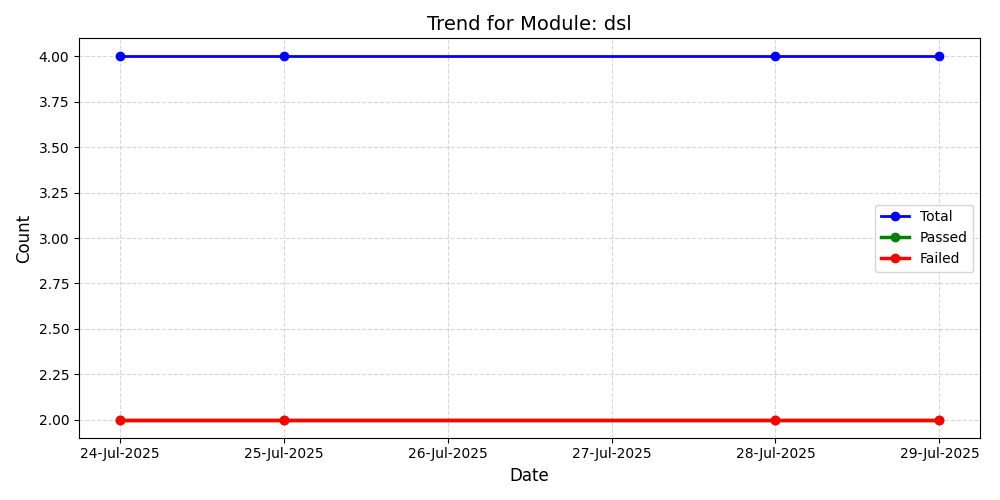 Trend for Module: dsl
4.00
3.75
3.50
3.25
3.00
2.75
2.50
2.25
2.00
Count
Total
Passed
Failed
24-Jul-2025
25-Jul-2025
26-Jul-2025
27-Jul-2025
28-Jul-2025
29-Jul-2025
Date